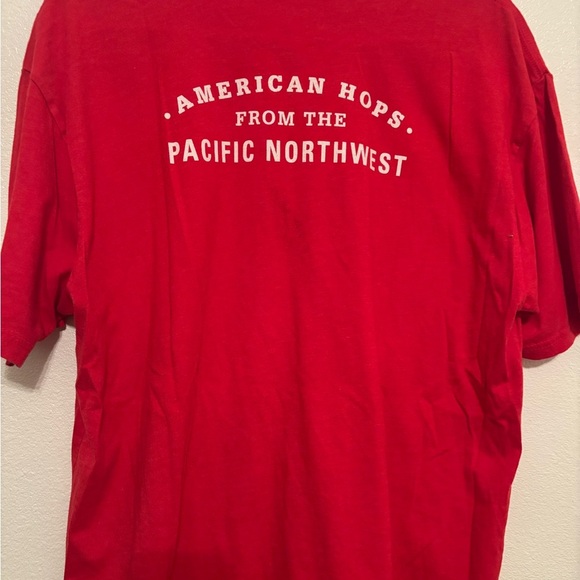 • AMERICAN HOPS •
FROM THE
PACIFIC NORTHWEST